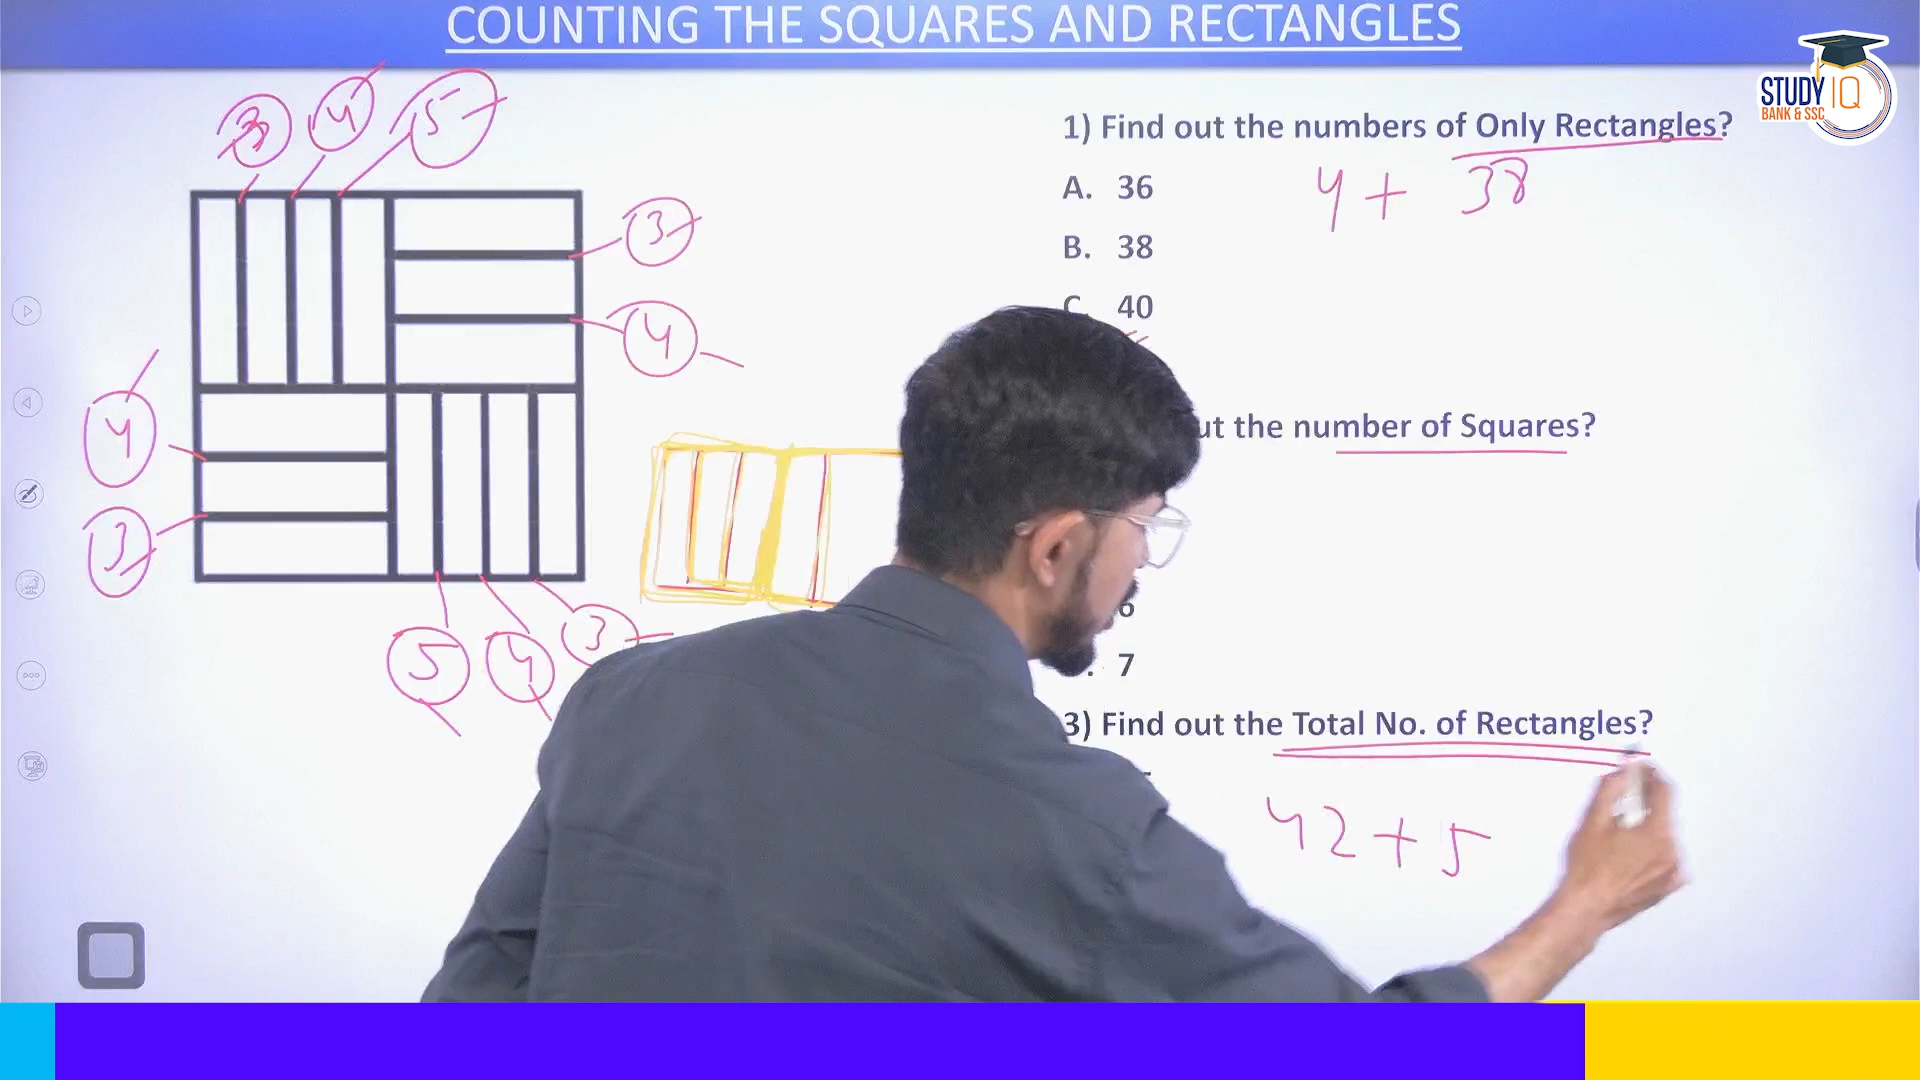 COUNTING THE SQUARES AND RECTANGLES
STUDY IQ
BANK & SSC
3 4 5
3
4
4
3
5 4 3
1) Find out the numbers of Only Rectangles?
4 + 38
A. 36
B. 38
C. 40
ut the number of Squares?
6
7
3) Find out the Total No. of Rectangles?
42 + 5